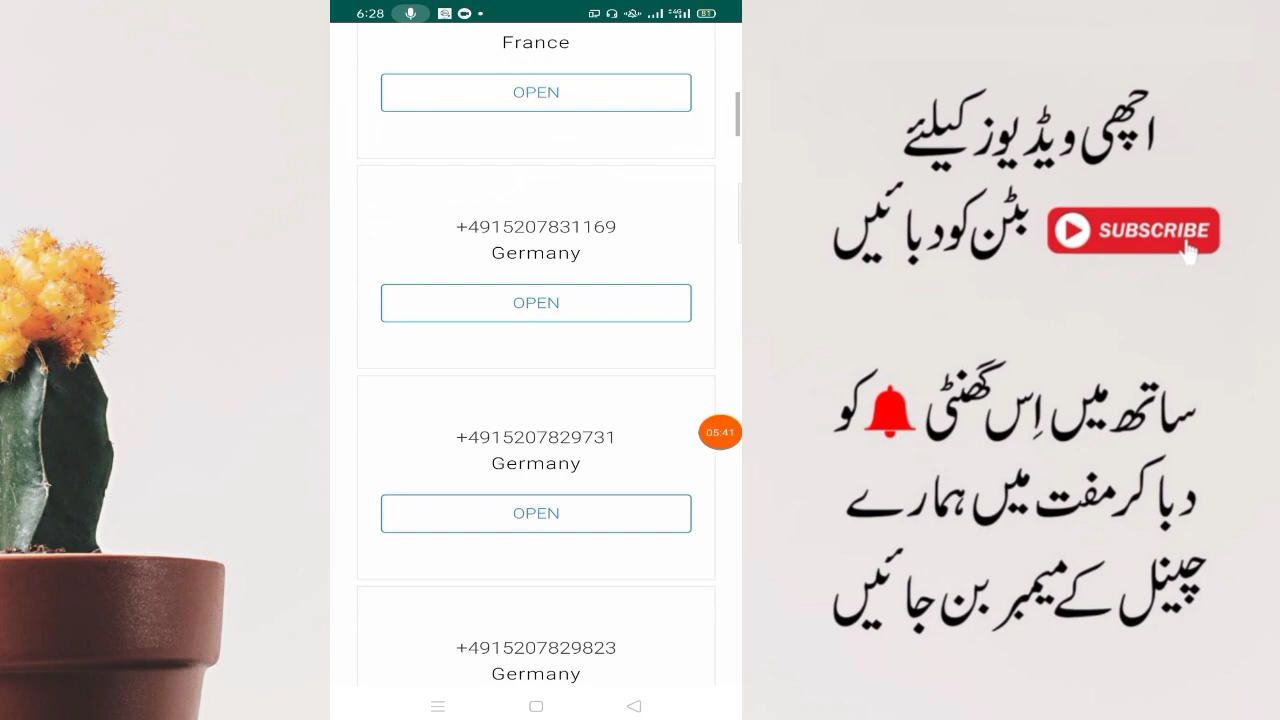 6:28
81
France
OPEN
+4915207831169
Germany
OPEN
+4915207829731
Germany
OPEN
+4915207829823
Germany
05:41
اچھی ویڈیوز کیلئے
SUBSCRIBE بٹن کو دبائیں
ساتھ میں اِس گھنٹی کو
دبا کر مفت میں ہمارے
چینل کے میمبر بن جائیں